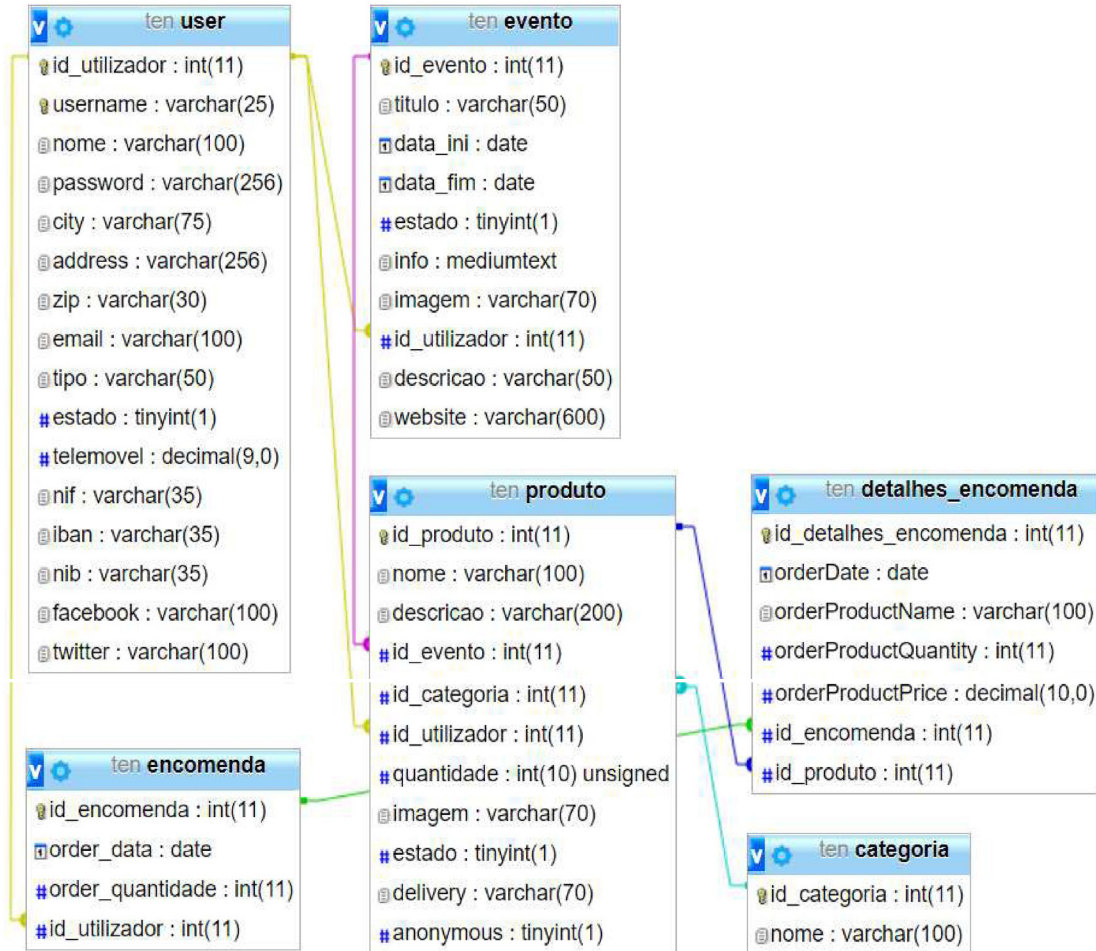 ten user
id_utilizador : int(11)
username : varchar(25)
nome : varchar(100)
password : varchar(256)
city : varchar(75)
address : varchar(256)
zip : varchar(30)
email : varchar(100)
tipo : varchar(50)
estado : tinyint(1)
telemovel : decimal(9,0)
nif : varchar(35)
iban : varchar(35)
nib : varchar(35)
facebook : varchar(100)
twitter : varchar(100)
ten evento
id_evento : int(11)
titulo : varchar(50)
data_ini : date
data_fim : date
estado : tinyint(1)
info : mediumtext
imagem : varchar(70)
id_utilizador : int(11)
descricao : varchar(50)
website : varchar(600)
ten produto
id_produto : int(11)
nome : varchar(100)
descricao : varchar(200)
id_evento : int(11)
id_categoria : int(11)
id_utilizador : int(11)
quantidade : int(10) unsigned
imagem : varchar(70)
estado : tinyint(1)
delivery : varchar(70)
anonymous : tinyint(1)
ten detalhes_encomenda
id_detalhes_encomenda : int(11)
orderDate : date
orderProductName : varchar(100)
orderProductQuantity : int(11)
orderProductPrice : decimal(10,0)
id_encomenda : int(11)
id_produto : int(11)
ten encomenda
id_encomenda : int(11)
order_data : date
order_quantidade : int(11)
id_utilizador : int(11)
ten categoria
id_categoria : int(11)
nome : varchar(100)